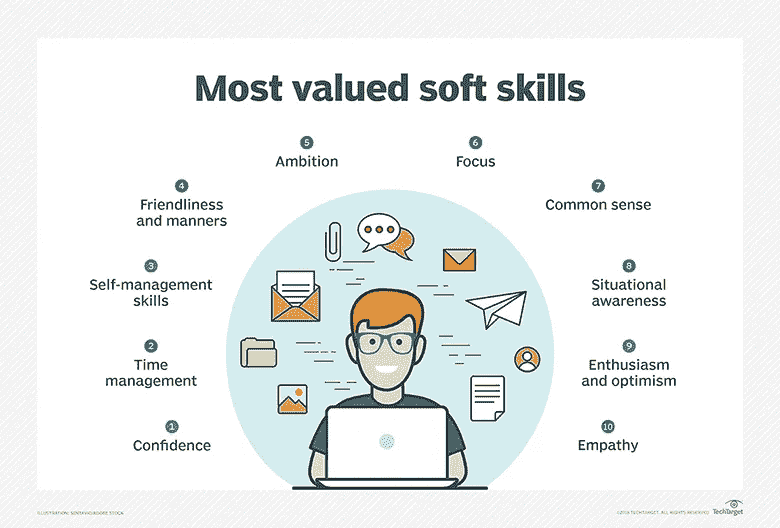 Most valued soft skills
5
Ambition
6
Focus
4
Friendliness
and manners
7
Common sense
3
Self-management
skills
8
Situational
awareness
2
Time
management
9
Enthusiasm
and optimism
1
Confidence
10
Empathy
ILLUSTRATION:
STOCK
TECHTARGET. ALL RIGHTS RESERVED
TechTarget